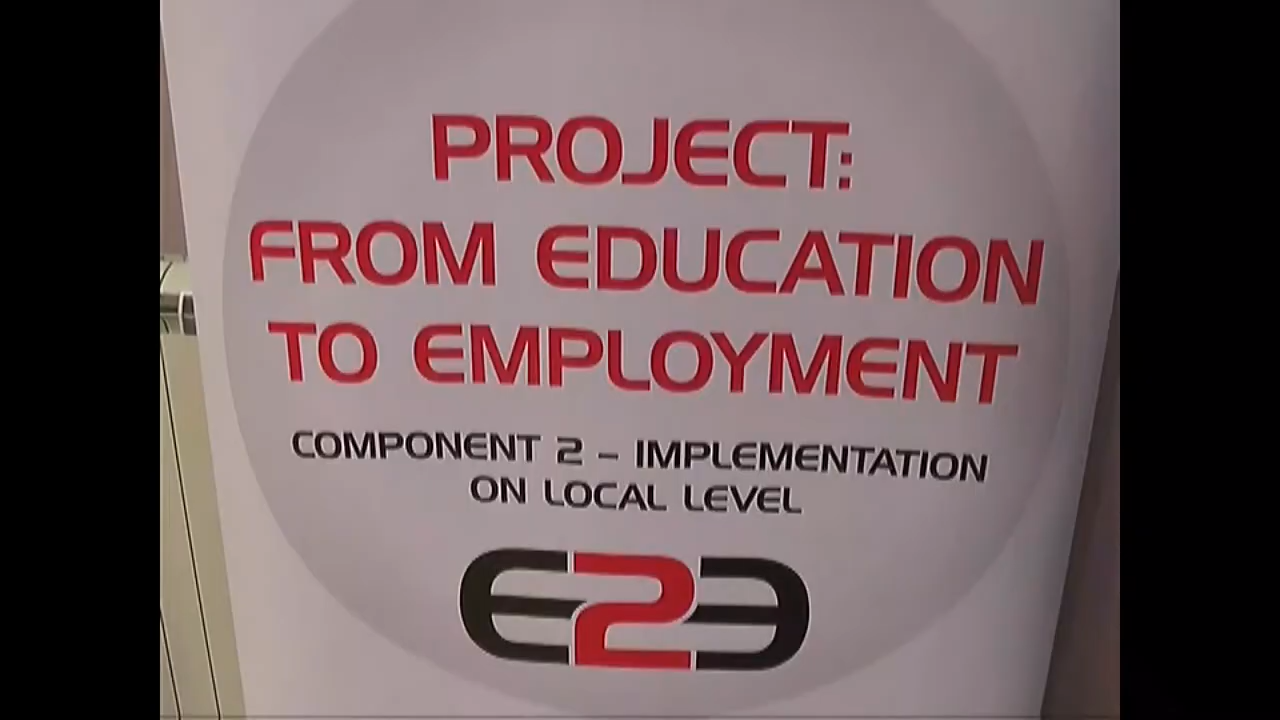 PROJECT:
FROM EDUCATION
TO EMPLOYMENT
COMPONENT 2 – IMPLEMENTATION
ON LOCAL LEVEL
E2E